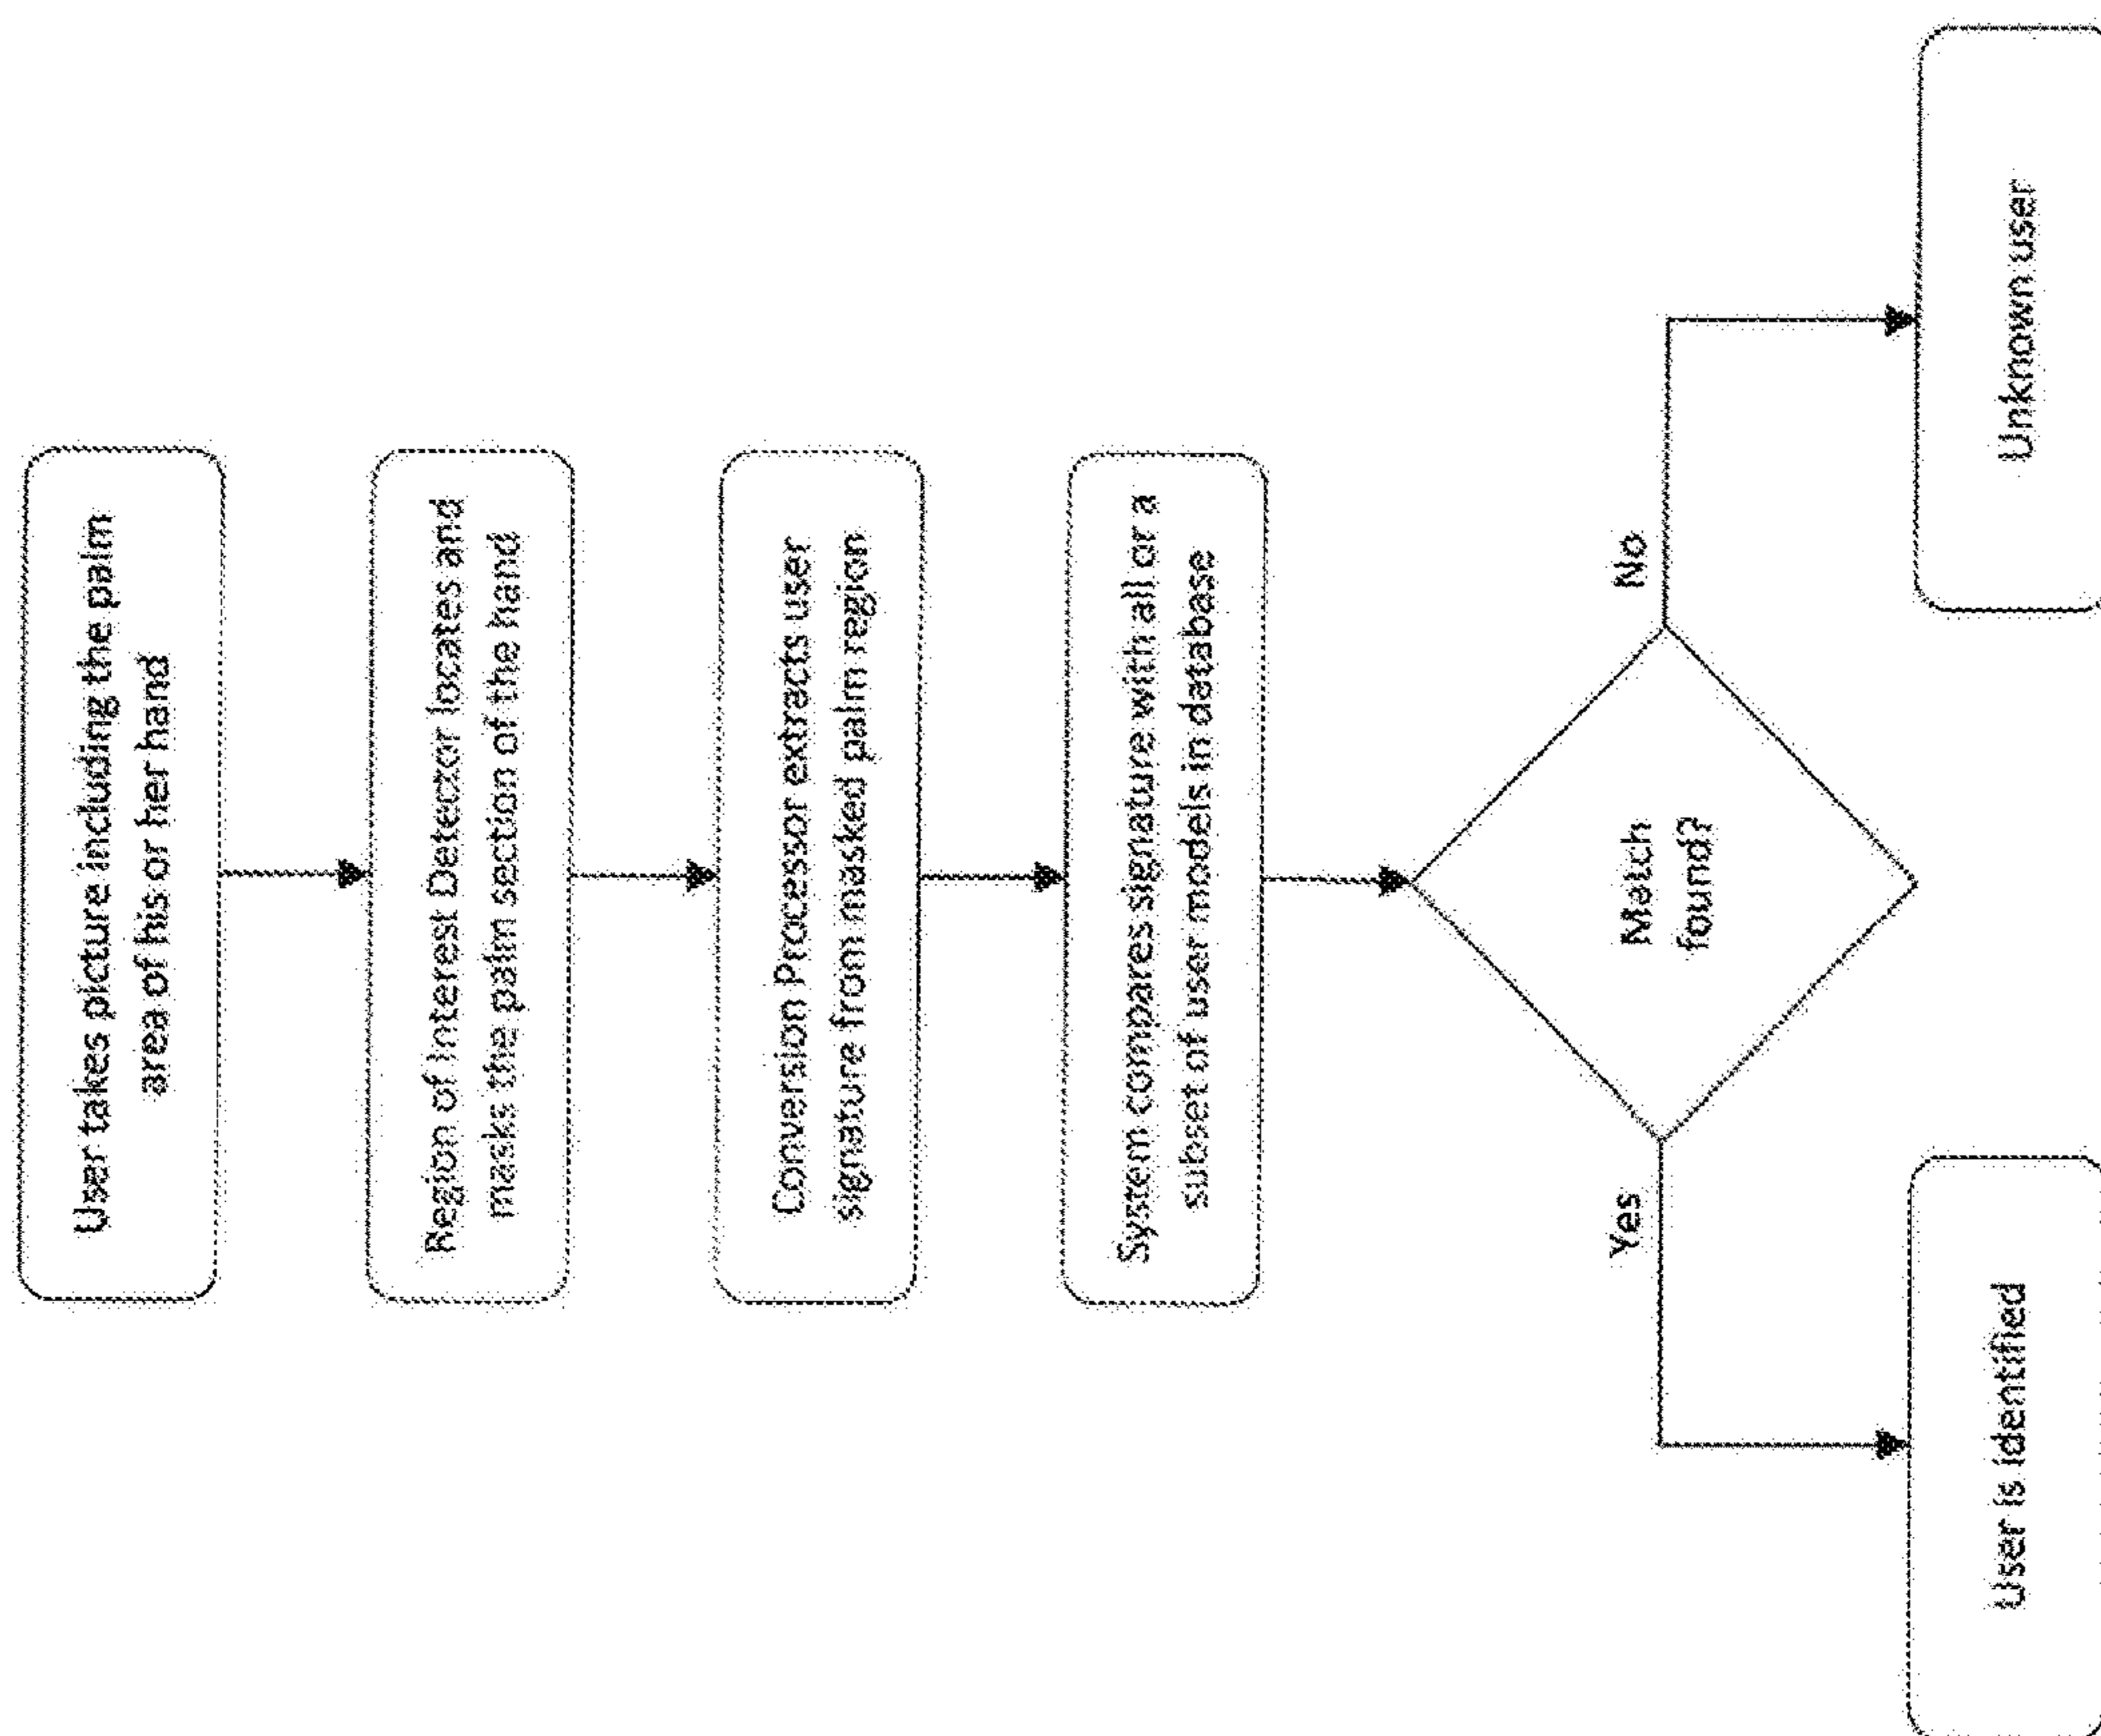 User takes picture including the palm
area of his or her hand
Region of Interest Detector locates and
masks the palm section of the hand
Conversion Processor extracts user
signature from masked palm region
System compares signature with all or a
subset of user models in database
Match
found?
Yes
No
User is identified
Unknown user